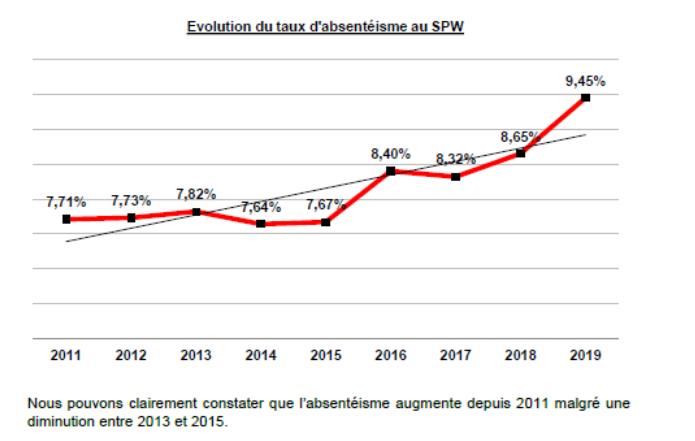 Evolution du taux d'absentéisme au SPW
9,45%
8,65%
8,40%
8,32%
7,71%
7,73%
7,82%
7,64%
7,67%
2011 2012 2013 2014 2015 2016 2017 2018 2019
Nous pouvons clairement constater que l'absentéisme augmente depuis 2011 malgré une
diminution entre 2013 et 2015.